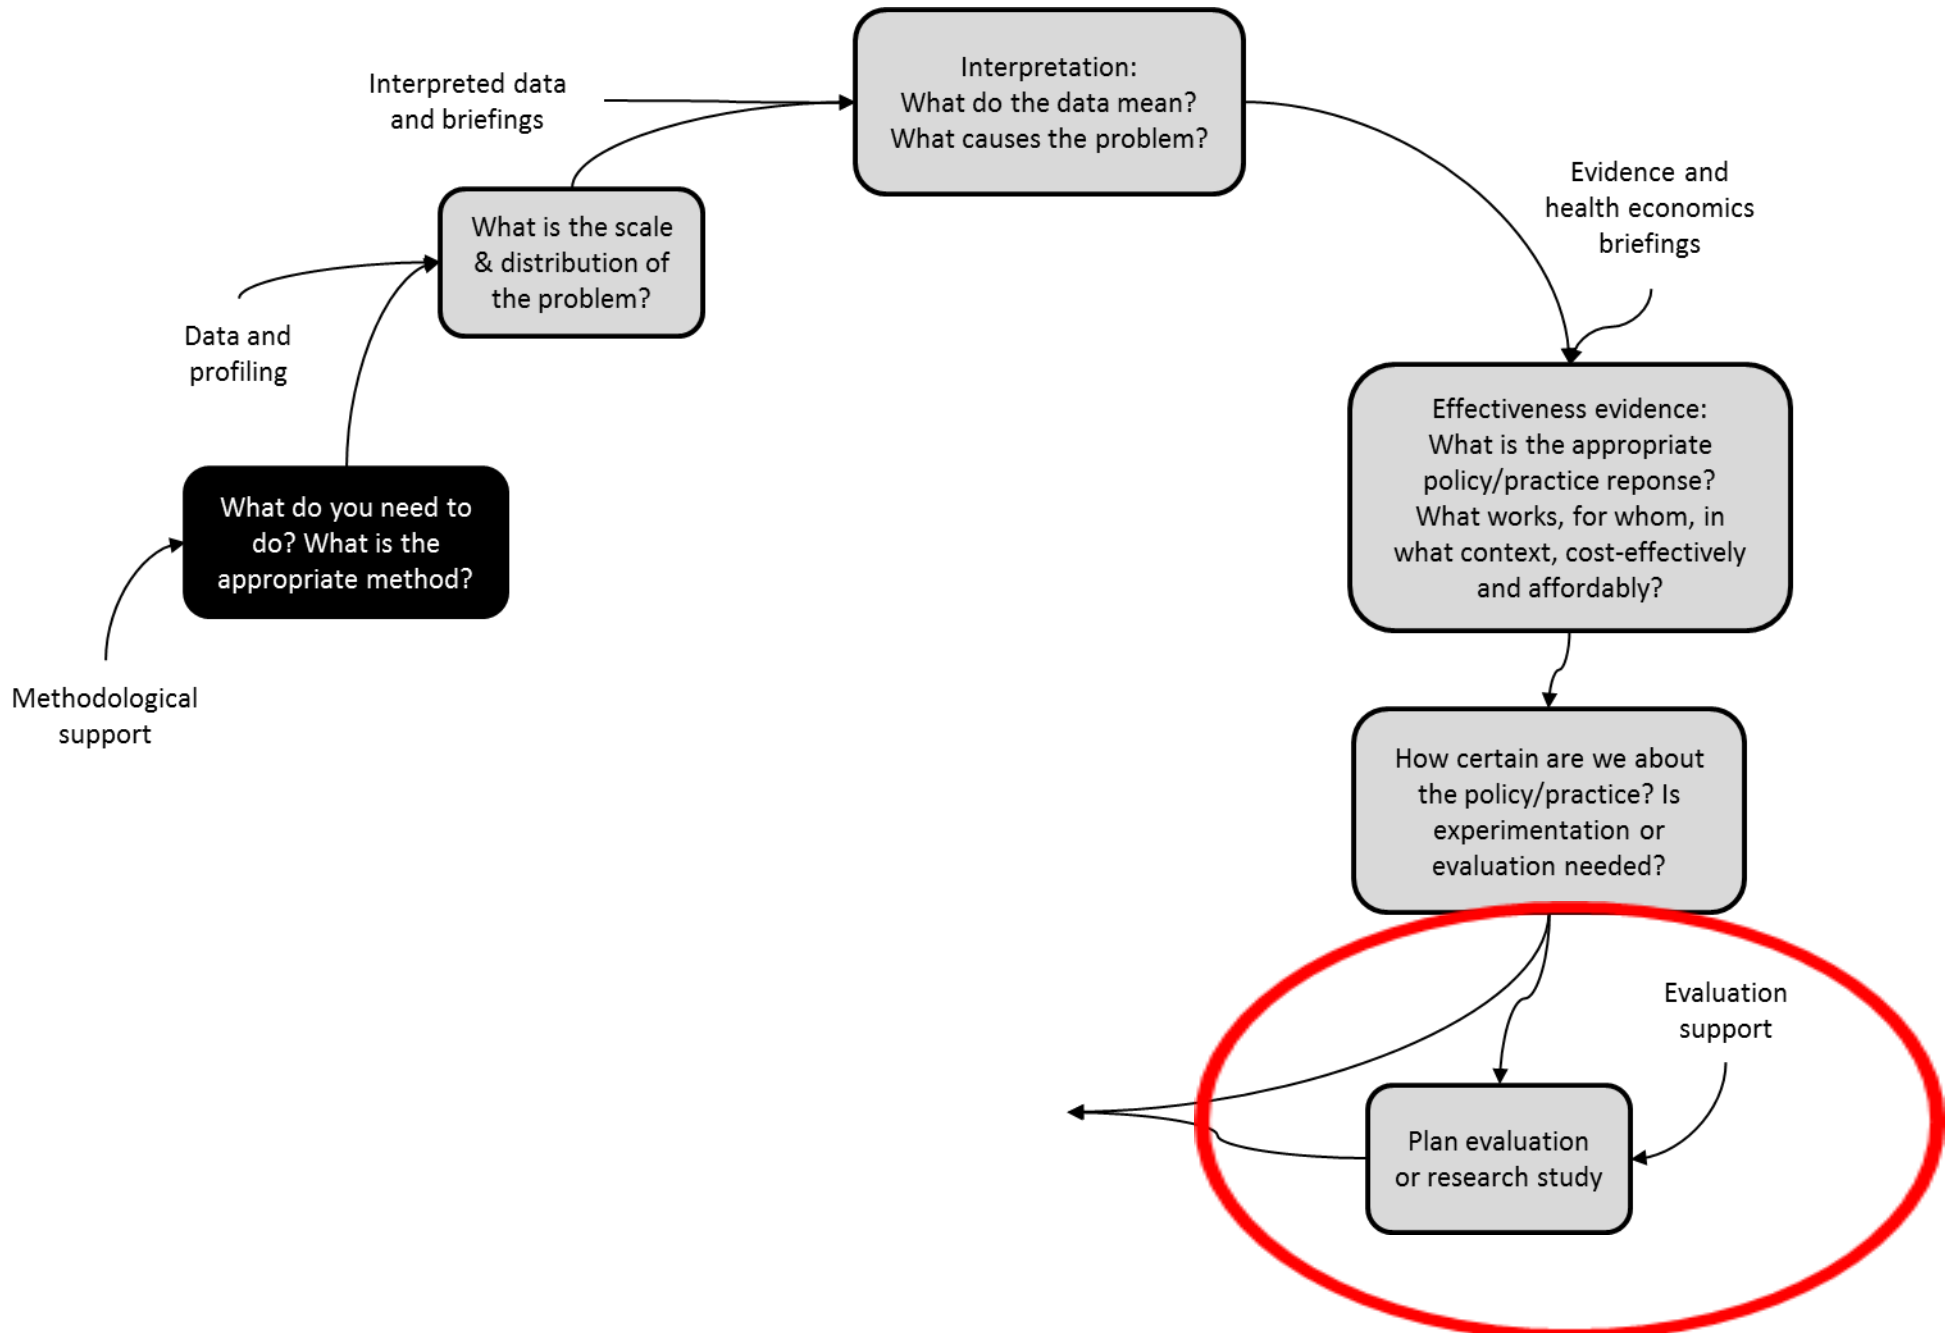 Interpretation:
What do the data mean?
What causes the problem?
Interpreted data
and briefings
Evidence and
health economics
briefings
What is the scale
& distribution of
the problem?
Data and
profiling
Effectiveness evidence:
What is the appropriate
policy/practice reponse?
What works, for whom, in
what context, cost-effectively
and affordably?
What do you need to
do? What is the
appropriate method?
Methodological
support
How certain are we about
the policy/practice? Is
experimentation or
evaluation needed?
Evaluation
support
Plan evaluation
or research study